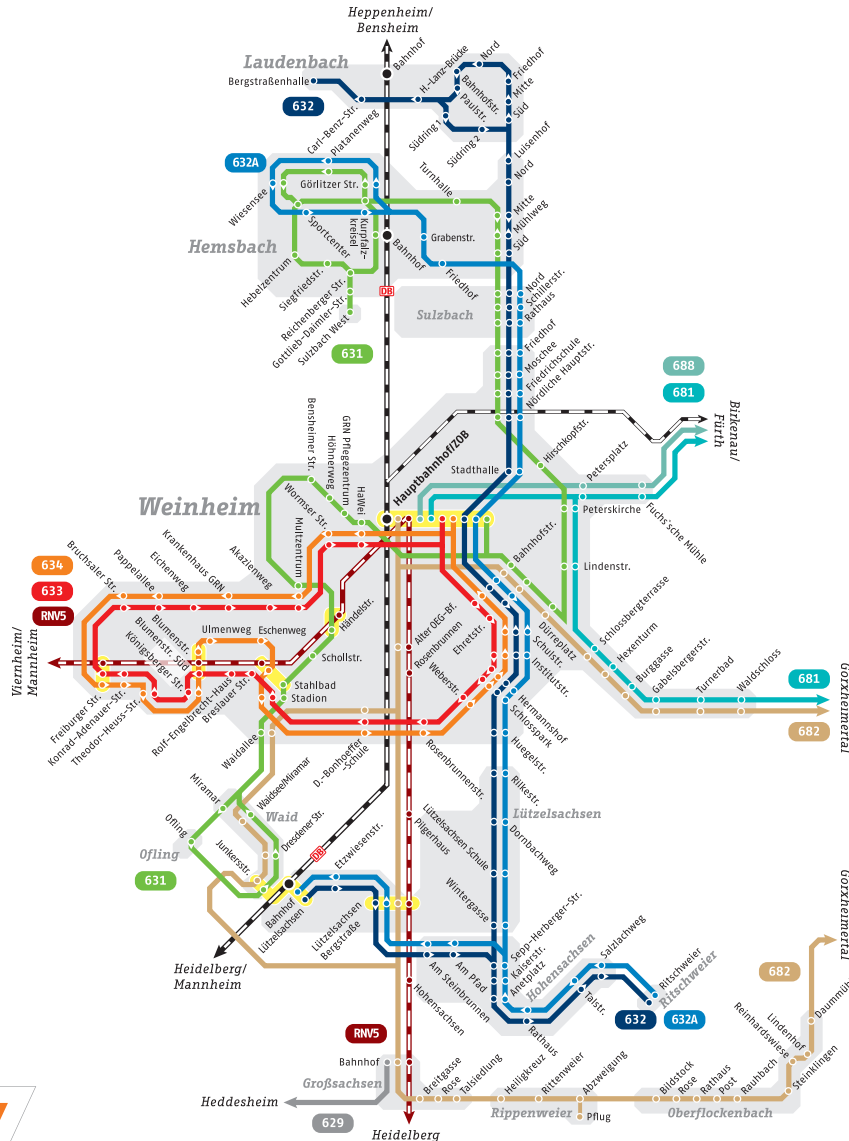 Heppenheim/
Bensheim
Laudenbach
Bahnhof
Bergstraßenhalle
632
Carl-Benz-Str.
H.-Lanz-Brücke
Nord
Bahnhofstr.
Paulstr.
Südring 1
Südring 2
Friedhof
Mitte
Süd
Luisenhof
Nord
632A
Platanenweg
Wiesensee
Görlitzer Str.
Turnhalle
Sportcenter
Kurpfalz-
kreisel
Bahnhof
Grabenstr.
Friedhof
Mitte
Mühlweg
Süd
Hemsbach
Hebelzentrum
Siegfriedstr.
Reichenberger Str.
Gottlieb-Daimler-Str.
Sulzbach West
DB
631
Sulzbach
Nord
Schillerstr.
Rathaus
Friedhof
Moschee
Friedrichschule
Nördliche Hauptstr.
688
681
Birkenau/
Fürth
Hirschkopfstr.
Stadthalle
Petersplatz
Peterskirche
Fuchs'sche Mühle
Lindenstr.
Weinheim
Bensheimer Str.
Höhnerweg
GRN Pflegezentrum
HaWei
Wormser Str.
Multzentrum
Hauptbahnhof/ZOB
Bahnhofstr.
634
633
RNV5
Bruchsaler Str.
Pappelallee
Eichenweg
Krankenhaus GRN
Akazienweg
Händelstr.
Viernheim/
Mannheim
Blumenstr.
Blumenstr. Süd
Königsberger Str.
Ulmenweg
Eschenweg
Schollstr.
Stahlbad
Stadion
Freiburger Str.
Konrad-Adenauer-Str.
Theodor-Heuss-Str.
Rolf-Engelbrecht-Haus
Breslauer Str.
Alter OEG-Bf.
Rosenbrunnen
Ehretstr.
Weberstr.
Dürreplatz
Schulstr.
Institutstr.
Hermannshof
Schlosspark
Schlossbergterrasse
Hexenturm
Burggasse
Gabelsbergerstr.
Turnerbad
Waldschloss
681
682
Gorxheimertal
Waidallee
D.-Bonhoeffer
-Schule
Rosenbrunnenstr.
Huegelstr.
Rilkestr.
Lützelsachsen
Dornbachweg
Miramar
Waidsee/Miramar
Waid
Ofling
Ofling
Dresdener Str.
Junkersstr.
DB
631
Etzwiesenstr.
Lützelsachsen
Pilgerhaus
Lützelsachsen Schule
Wintergasse
Bahnhof
Lützelsachsen
Lützelsachsen
Bergstraße
Heidelberg/
Mannheim
Sepp-Herberger-Str.
Kaiserstr.
Anetplatz
Am Pfad
Am Steinbrunnen
Hohensachsen
Hohensachsen
Rathaus
Talstr.
Salzlachweg
Ritschweier
Ritschweier
632
632A
Gorxheimertal
682
RNV5
Bahnhof
Großsachsen
Heddesheim
629
Heidelberg
Breitgasse
Rose
Talsiedlung
Heiligkreuz
Rittenweier
Abzweigung
Pflug
Rippenweier
Bildstock
Rose
Rathaus
Post
Rauhbach
Oberflockenbach
Steinklingen
Reinhardswiese
Lindenhof